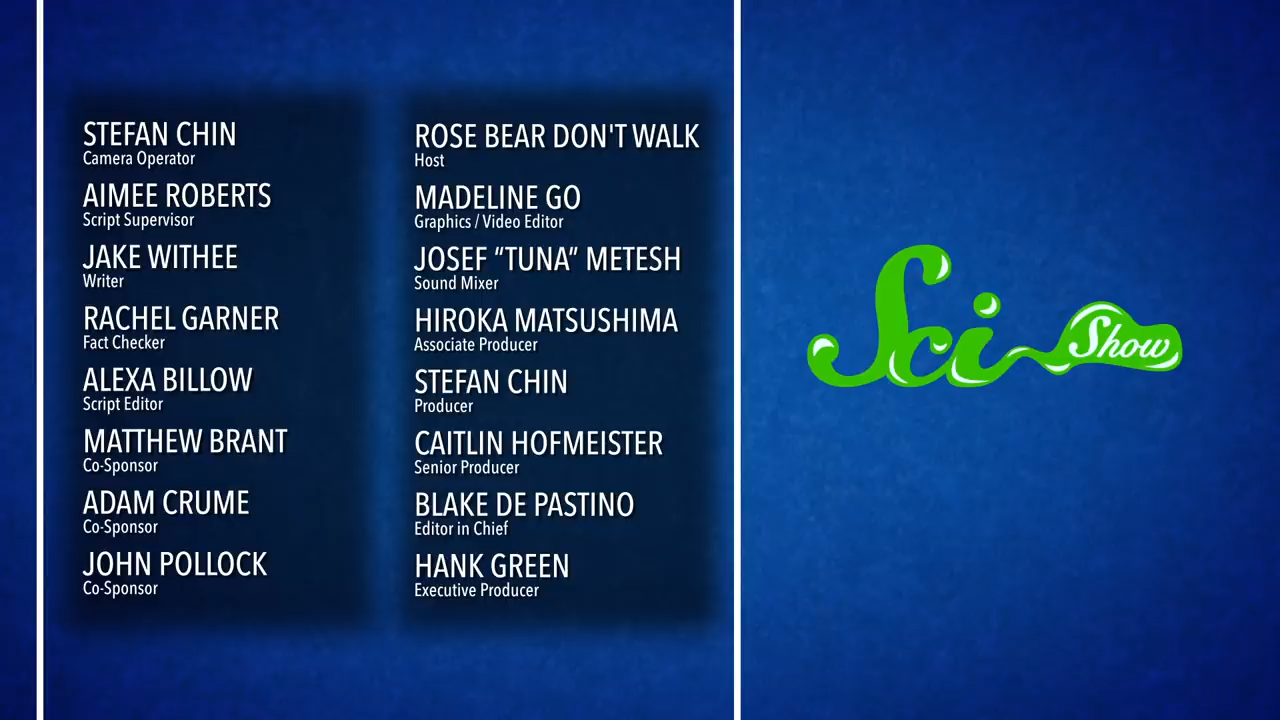 STEFAN CHIN
Camera Operator
AIMEE ROBERTS
Script Supervisor
JAKE WITHEE
Writer
RACHEL GARNER
Fact Checker
ALEXA BILLOW
Script Editor
MATTHEW BRANT
Co-Sponsor
ADAM CRUME
Co-Sponsor
JOHN POLLOCK
Co-Sponsor
ROSE BEAR DON'T WALK
Host
MADELINE GO
Graphics / Video Editor
JOSEF “TUNA” METESH
Sound Mixer
HIROKA MATSUSHIMA
Associate Producer
STEFAN CHIN
Producer
CAITLIN HOFMEISTER
Senior Producer
BLAKE DE PASTINO
Editor in Chief
HANK GREEN
Executive Producer
Sci Show